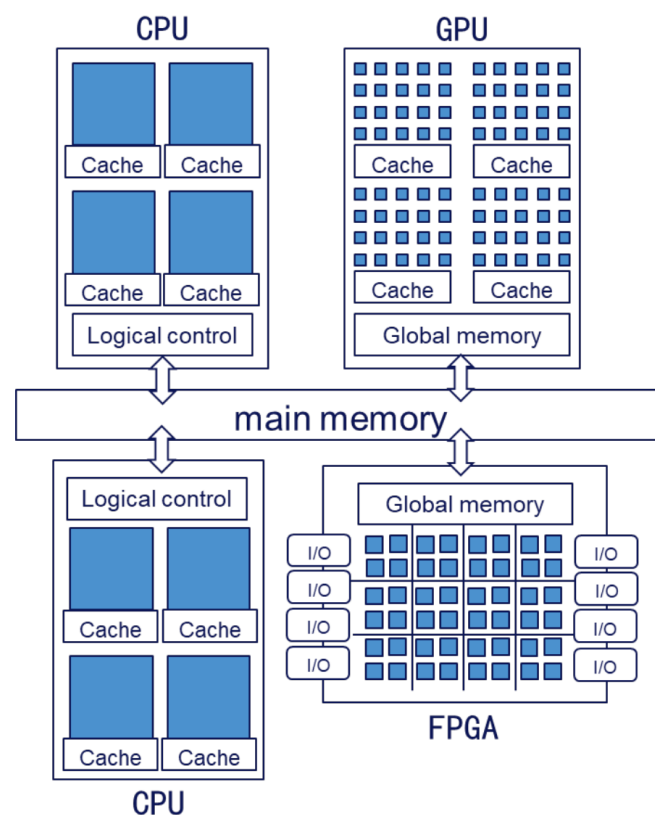 CPU
GPU
Cache
Cache
Cache
Cache
Logical control
Cache
Cache
Cache
Cache
Global memory
main memory
Logical control
Cache
Cache
Cache
Cache
CPU
Global memory
I/O
I/O
I/O
I/O
I/O
I/O
I/O
I/O
FPGA